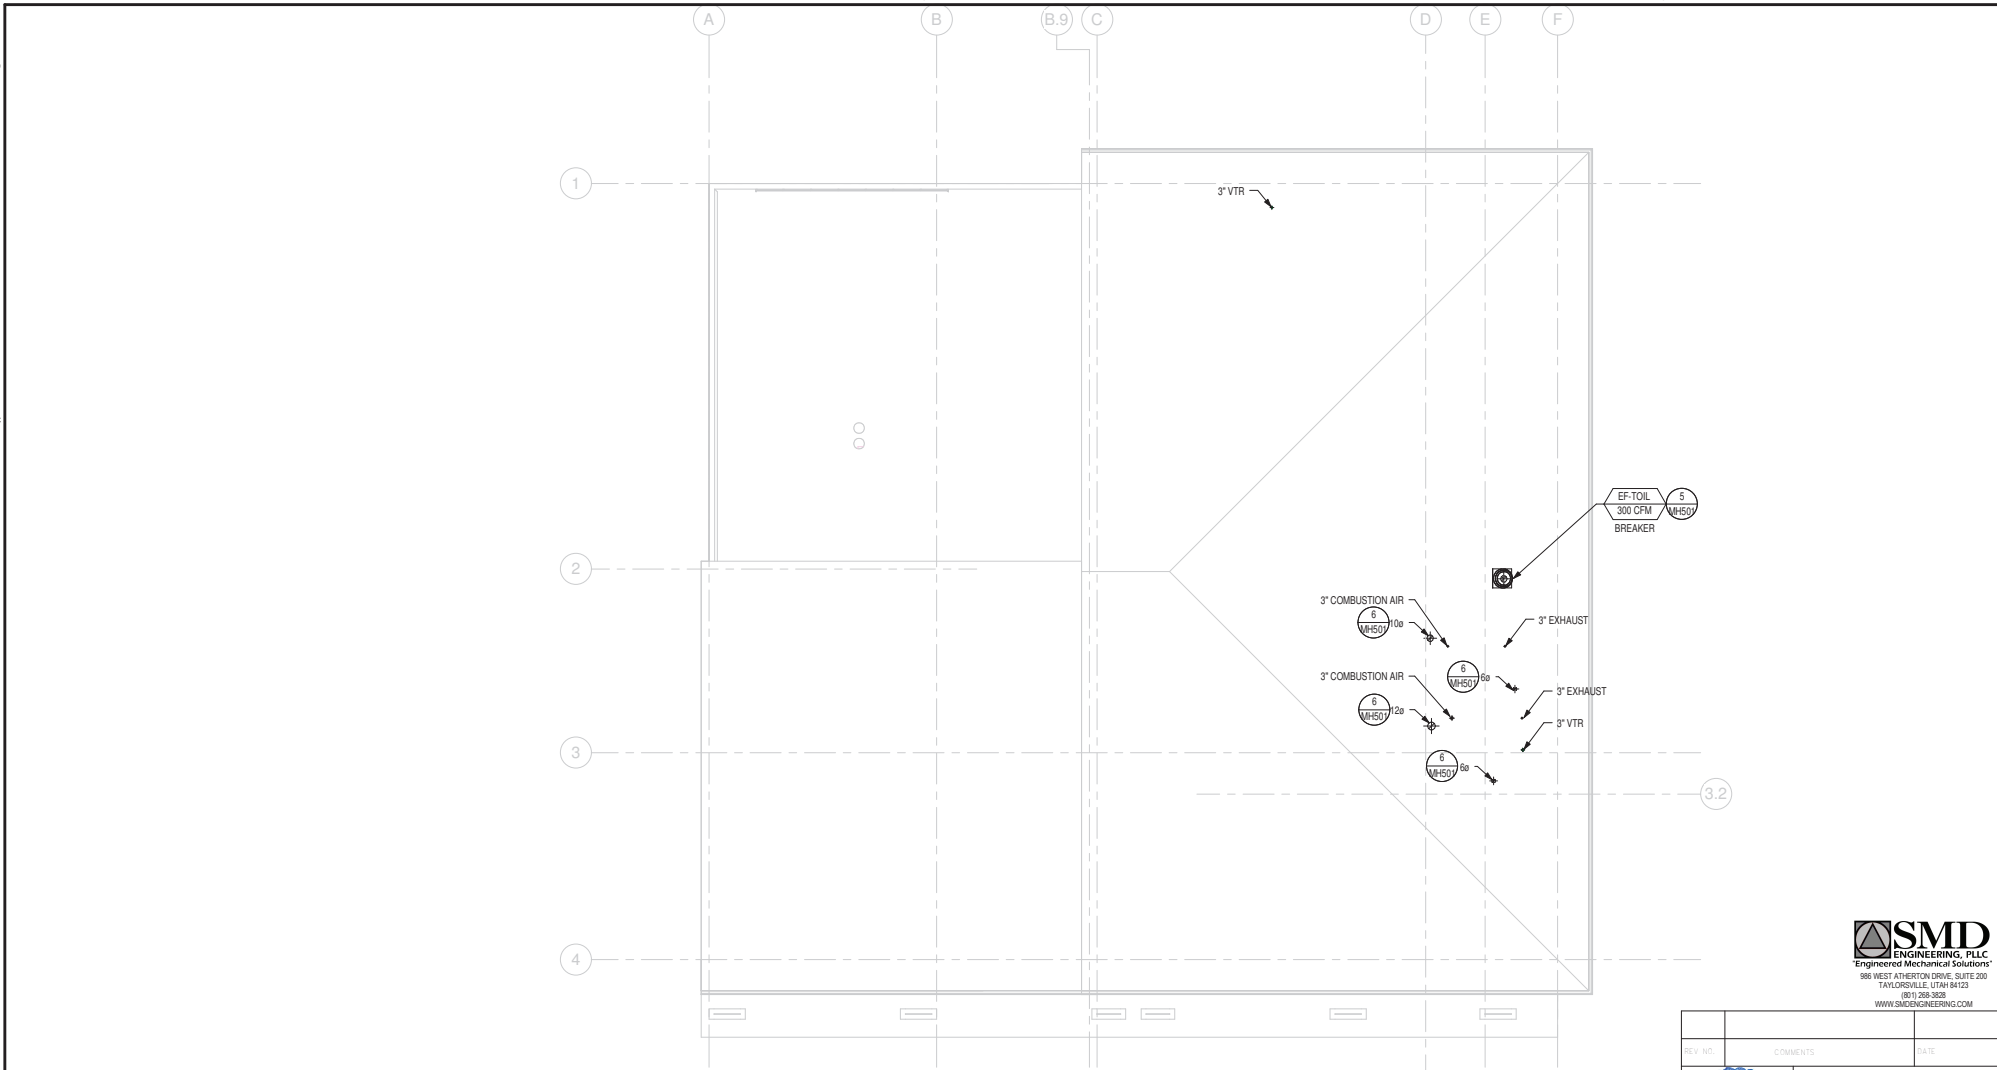 A
B
B.9
C
D
E
F
1
3" VTR
2
EF-TOIL
300 CFM
BREAKER
5
MH501
3" COMBUSTION AIR
6
MH501
10ø
3" EXHAUST
6
MH501
6ø
3" COMBUSTION AIR
3" EXHAUST
6
MH501
12ø
3" VTR
3
6
MH501
6ø
3.2
4
SMD
ENGINEERING, PLLC
"Engineered Mechanical Solutions"
986 WEST ATHERTON DRIVE, SUITE 200
TAYLORSVILLE, UTAH 84123
(801) 268-3828
WWW.SMDENGINEERING.COM
REV NO.
COMMENTS
DATE